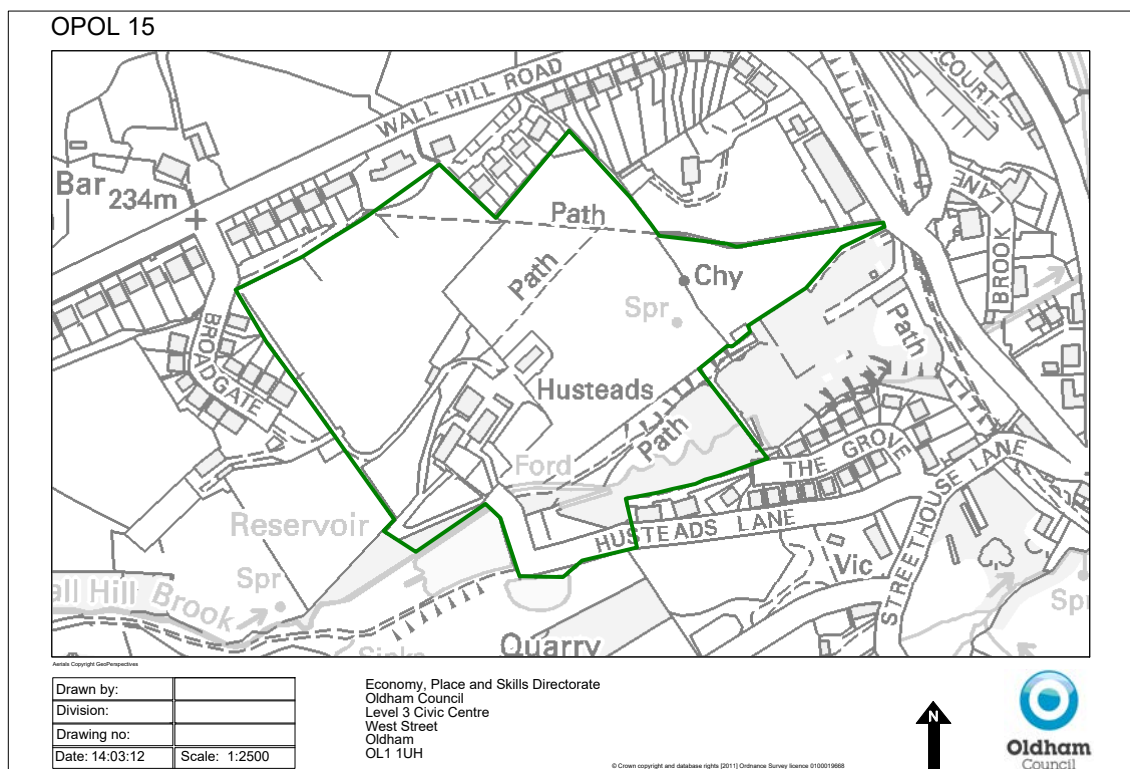 OPOL 15
WALL HILL ROAD
COURT
Bar
234m
LANE
BROOK
Path
Path
Chy
Spr
Path
BROADGATE
Husteads
Path
THE GROVE
Ford
HUSTEADS LANE
STREETHOUSE LANE
Reservoir
Spr
Vic
all Hill Brook
Spr
Quarry
Sinks
Aerials Copyright GeoPerspectives
Drawn by:
Division:
Drawing no:
Date: 14:03:12 Scale: 1:2500
Economy, Place and Skills Directorate
Oldham Council
Level 3 Civic Centre
West Street
Oldham
OL1 1UH
N
Oldham
Council
© Crown copyright and database rights [2011] Ordnance Survey licence 0100019668